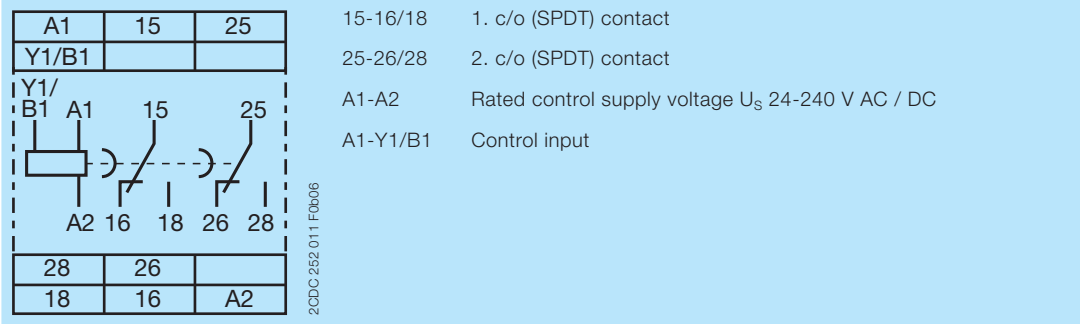 A1 15 25
Y1/B1
Y1/
B1 A1 15 25
A2 16 18 26 28
28 26
18 16 A2
2CDC 252 011 F0b06
15-16/18 1. c/o (SPDT) contact
25-26/28 2. c/o (SPDT) contact
A1-A2 Rated control supply voltage US 24-240 V AC / DC
A1-Y1/B1 Control input